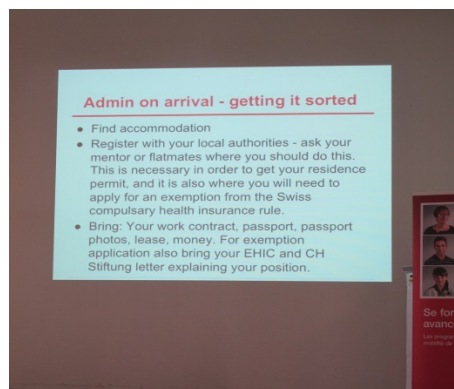 Admin on arrival - getting it sorted
● Find accommodation
● Register with your local authorities - ask your
mentor or flatmates where you should do this.
This is necessary in order to get your residence
permit, and it is also where you will need to
apply for an exemption from the Swiss
compulsary health insurance rule.
● Bring: Your work contract, passport, passport
photos, lease, money. For exemption
application also bring your EHIC and CH
Stiftung letter explaining your position.
Se for
avanc
Les progra
mobilité de